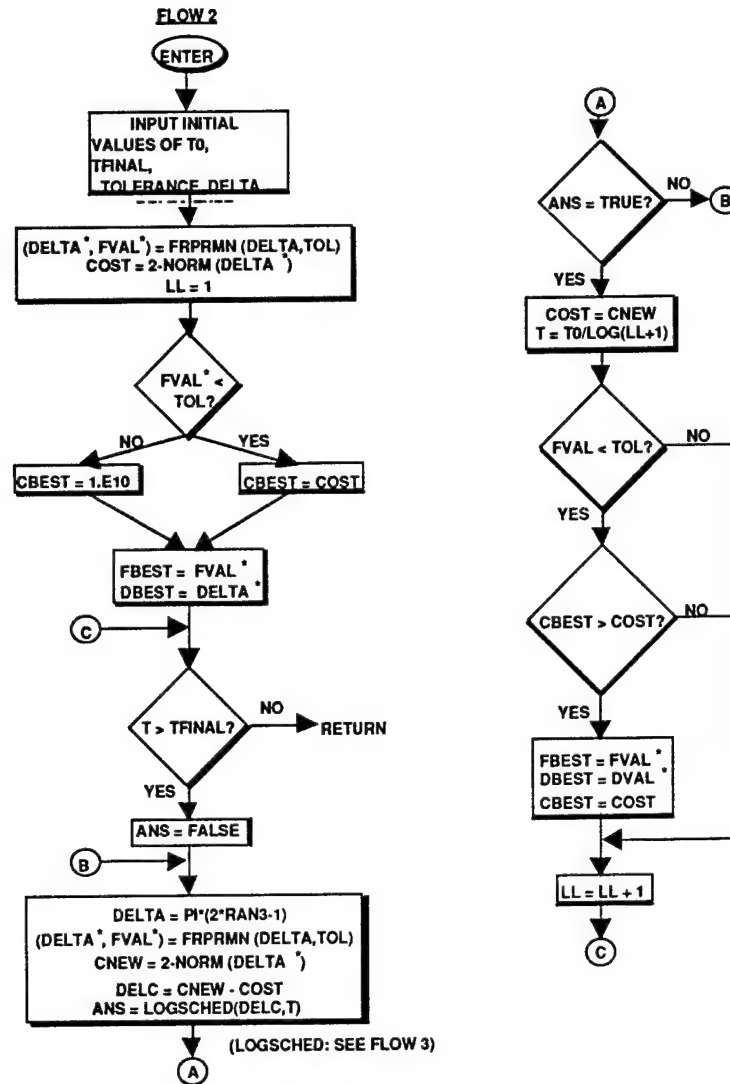 FLOW 2
ENTER
INPUT INITIAL
VALUES OF T0,
TFINAL,
TOLERANCE, DELTA
(DELTA*, FVAL*) = FRPRMN (DELTA,TOL)
COST = 2-NORM (DELTA *)
LL = 1
FVAL* <
TOL?
NO
YES
CBEST = 1.E10
CBEST = COST
FBEST = FVAL *
DBEST = DELTA *
C
T > TFINAL?
NO
RETURN
YES
ANS = FALSE
B
DELTA = PI*(2*RAN3-1)
(DELTA*, FVAL*) = FRPRMN (DELTA,TOL)
CNEW = 2-NORM (DELTA *)
DELC = CNEW - COST
ANS = LOGSCHED(DELC,T)
(LOGSCHED: SEE FLOW 3)
A
A
ANS = TRUE?
NO
B
YES
COST = CNEW
T = T0/LOG(LL+1)
FVAL < TOL?
NO
YES
CBEST > COST?
NO
YES
FBEST = FVAL *
DBEST = DVAL *
CBEST = COST
LL = LL + 1
C